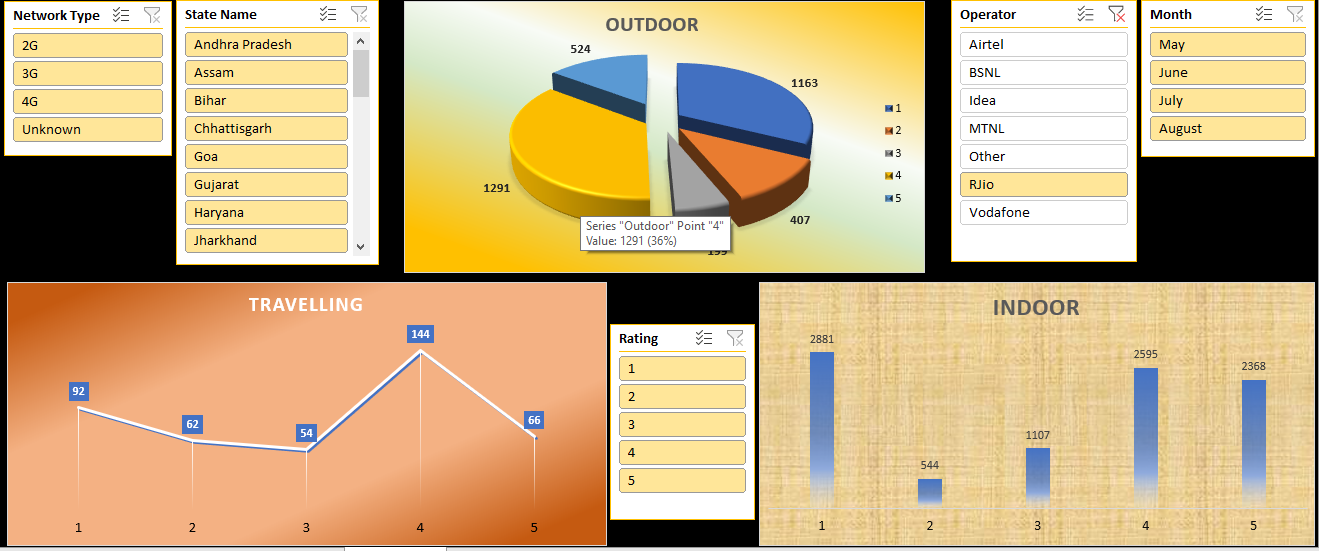 Network Type
2G
3G
4G
Unknown
State Name
Andhra Pradesh
Assam
Bihar
Chhattisgarh
Goa
Gujarat
Haryana
Jharkhand
OUTDOOR
524
1163
1291
407
199
1
2
3
4
5
Series "Outdoor" Point "4"
Value: 1291 (36%)
Operator
Airtel
BSNL
Idea
MTNL
Other
RJio
Vodafone
Month
May
June
July
August
TRAVELLING
92
62
54
144
66
1 2 3 4 5
Rating
1
2
3
4
5
INDOOR
2881
544
1107
2595
2368
1 2 3 4 5